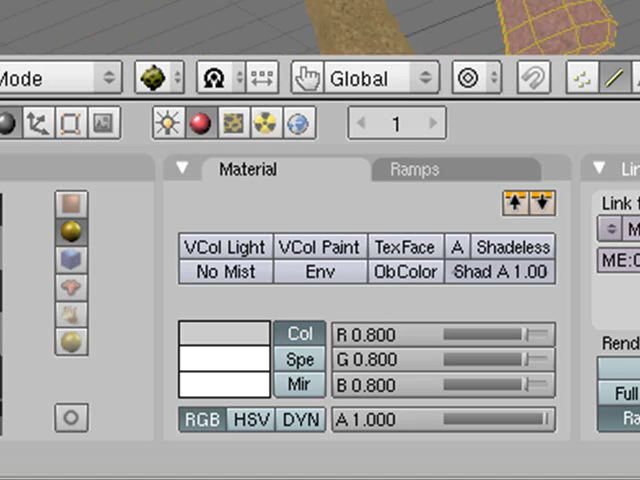 Mode Global
1
Material Ramps Lin
VCol Light VCol Paint TexFace A Shadeless
No Mist Env ObColor Shad A 1.00
Link t
M
ME:C
Col R 0.800
Spe G 0.800
Mir B 0.800
RGB HSV DYN A 1.000
Rend
Full
Ra